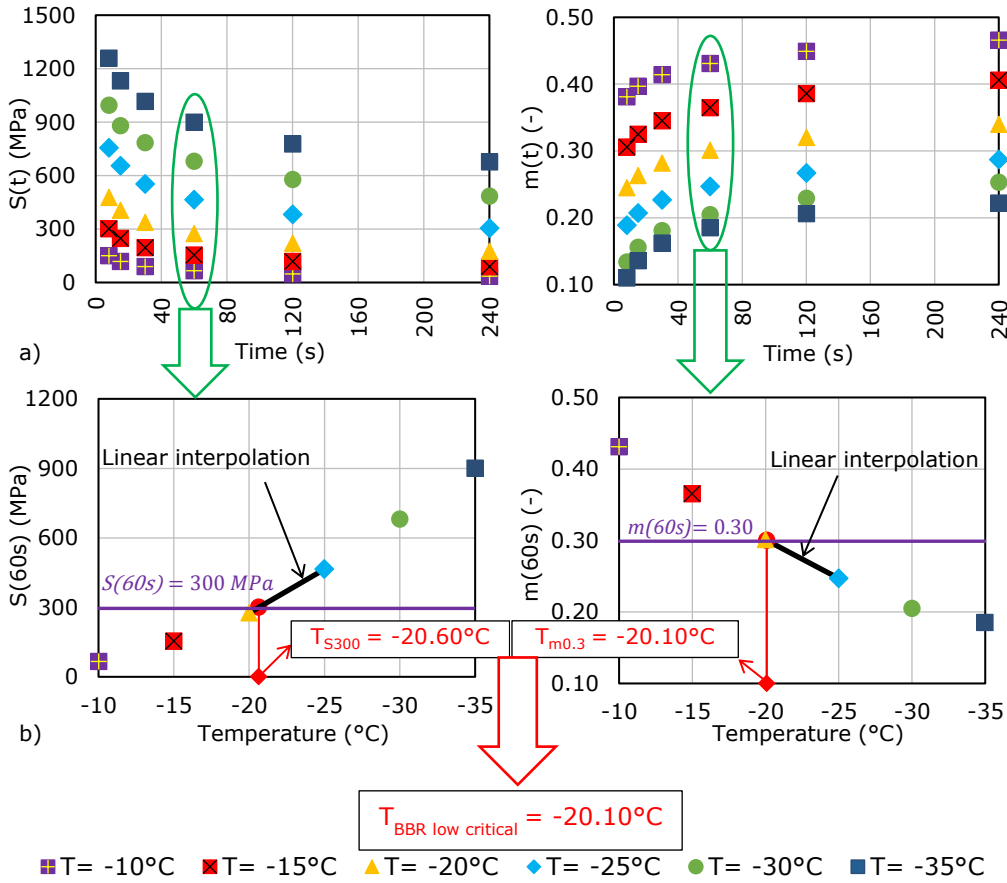 1500
1200
900
600
300
0
S(t) (MPa)
0 40 80 120 160 200 240
Time (s)
a)
0.50
0.40
0.30
0.20
0.10
m(t) (-)
0 40 80 120 160 200 240
Time (s)
1200
900
600
300
0
S(60s) (MPa)
Linear interpolation
S(60s) = 300 MPa
T_S300 = -20.60°C
-10 -15 -20 -25 -30 -35
Temperature (°C)
b)
0.50
0.40
0.30
0.20
0.10
m(60s) (-)
Linear interpolation
m(60s) = 0.30
T_m0.3 = -20.10°C
-10 -15 -20 -25 -30 -35
Temperature (°C)
T_BBR low critical = -20.10°C
T= -10°C T= -15°C T= -20°C T= -25°C T= -30°C T= -35°C